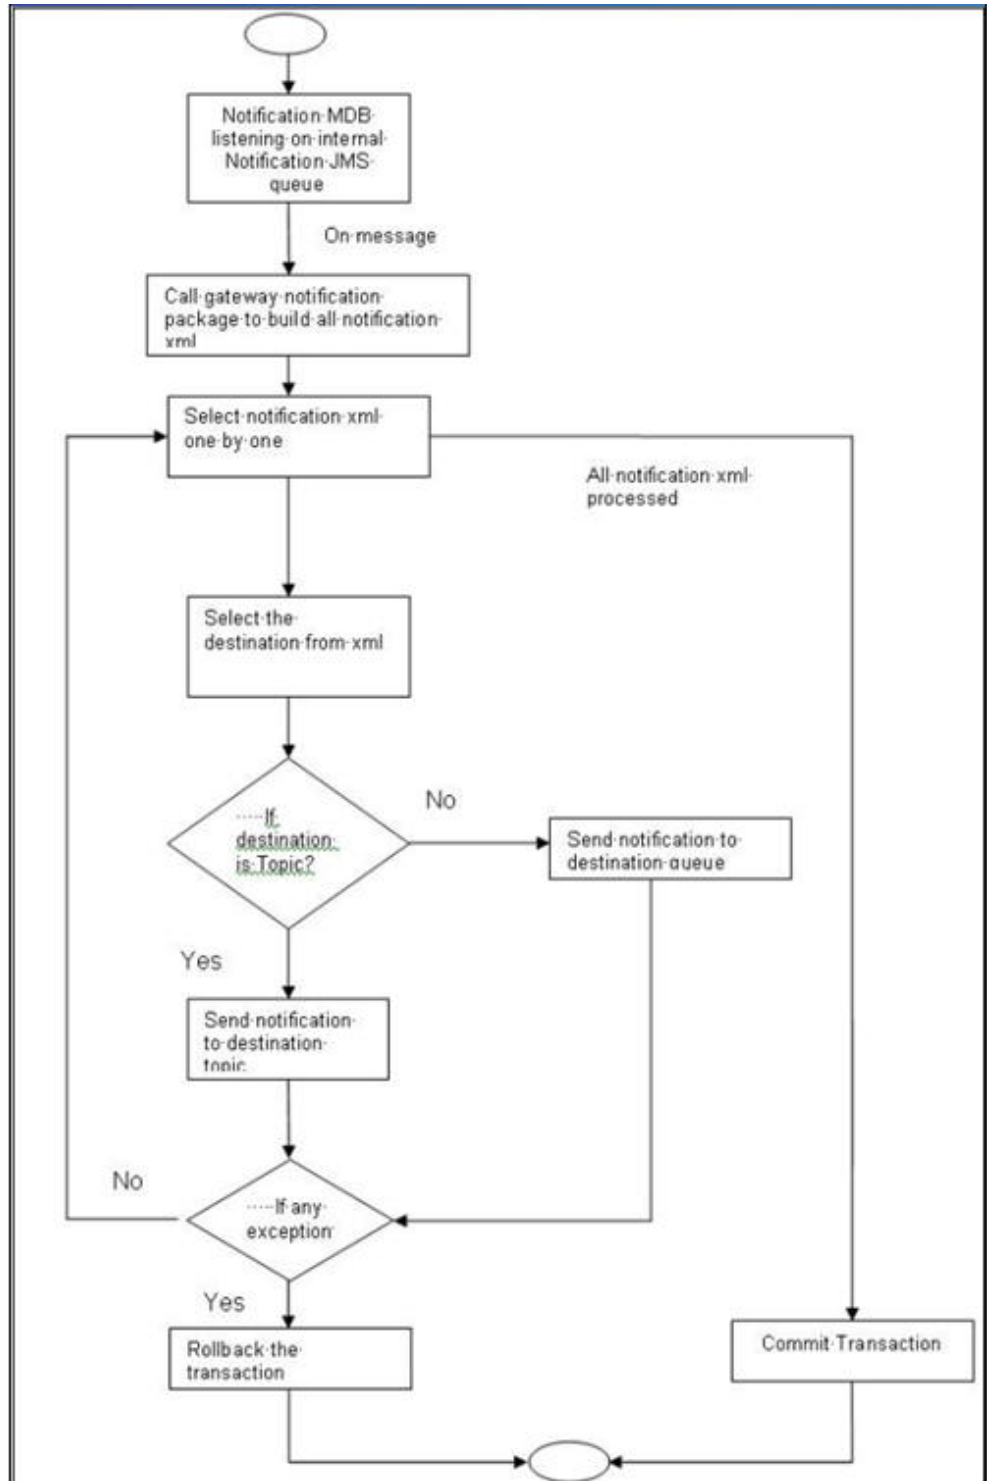 Notification MDB
listening on internal
Notification JMS
queue
On message
Call gateway notification
package to build all notification
xml
Select notification xml
one by one
All notification xml
processed
Select the
destination from xml
If
destination
is Topic?
No
Send notification to
destination queue
Yes
Send notification
to destination
topic
No
If any
exception
Yes
Rollback the
transaction
Commit Transaction